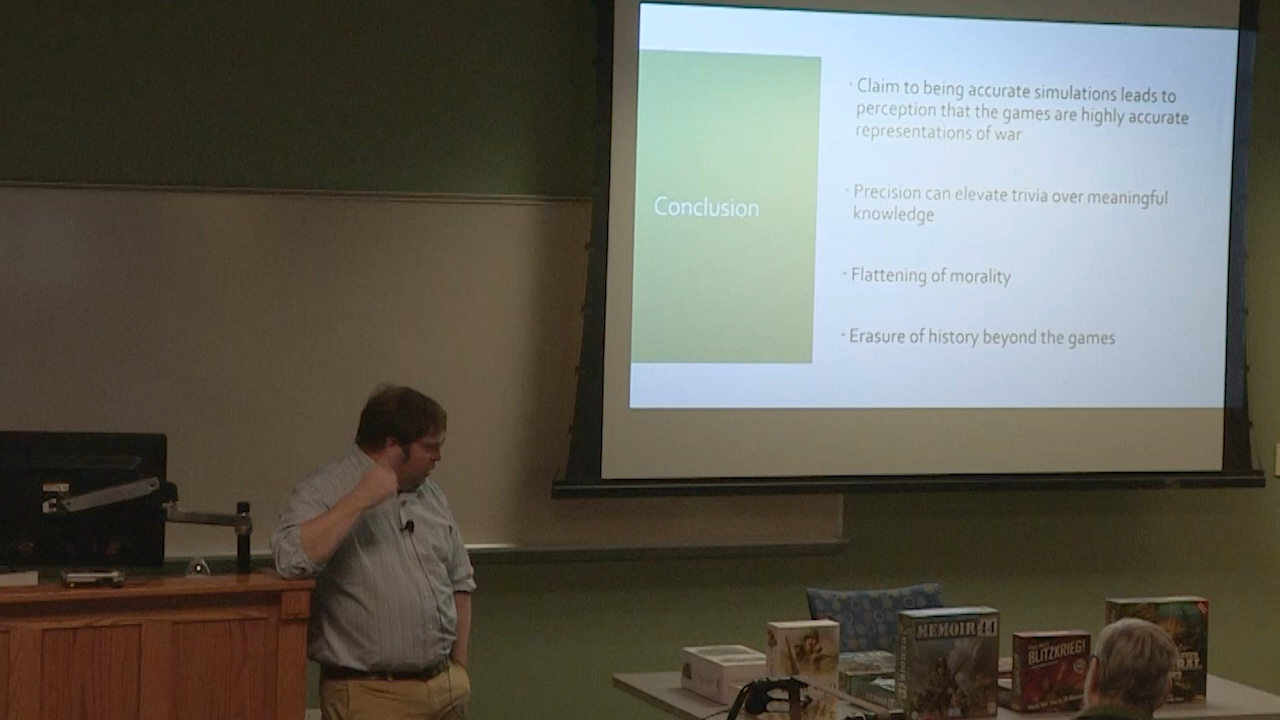 Conclusion
· Claim to being accurate simulations leads to
perception that the games are highly accurate
representations of war
· Precision can elevate trivia over meaningful
knowledge
· Flattening of morality
· Erasure of history beyond the games
MEMOIR 44
BLITZKRIEG!